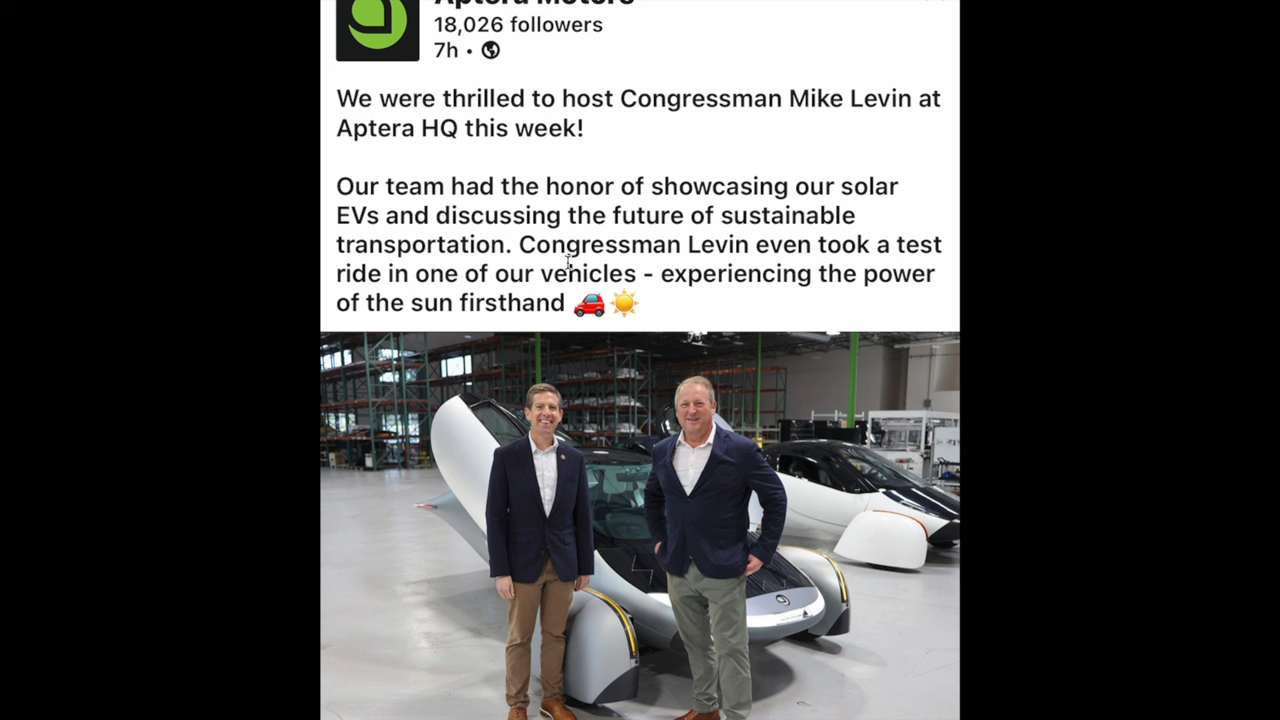 Aptera Motors
18,026 followers
7h •
We were thrilled to host Congressman Mike Levin at
Aptera HQ this week!
Our team had the honor of showcasing our solar
EVs and discussing the future of sustainable
transportation. Congressman Levin even took a test
ride in one of our vehicles - experiencing the power
of the sun firsthand 🚗☀️